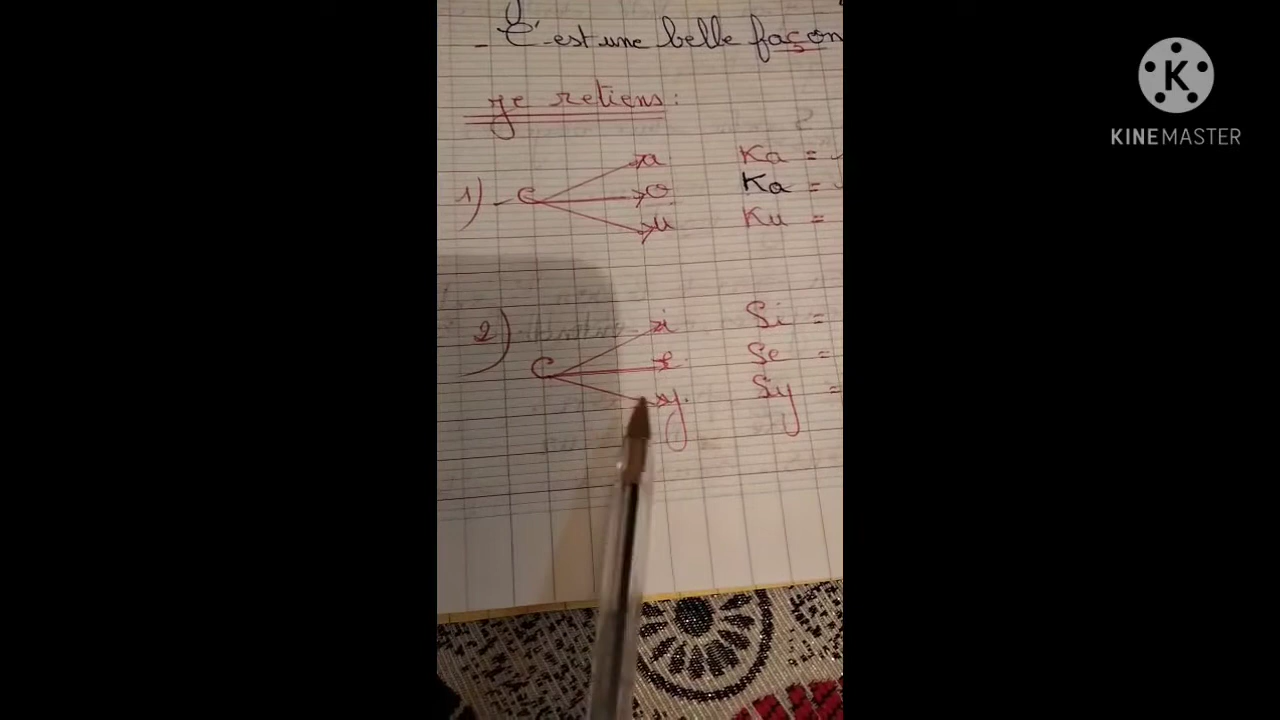 - C'est une belle façon
je retiens:
1) - C
a Ka =
o Ka =
u Ku =
2) C
i Si =
e Se =
y. Sy =
K
KINEMASTER